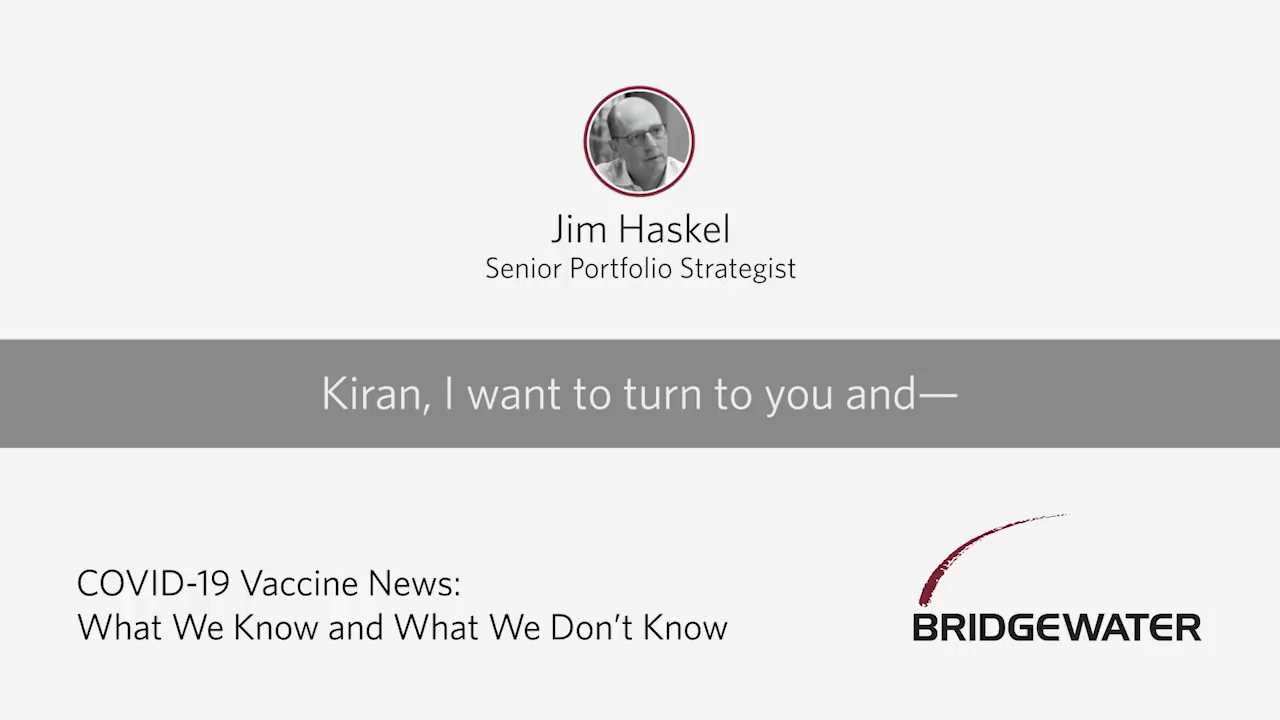 Jim Haskel
Senior Portfolio Strategist
Kiran, I want to turn to you and—
COVID-19 Vaccine News:
What We Know and What We Don’t Know
BRIDGEWATER